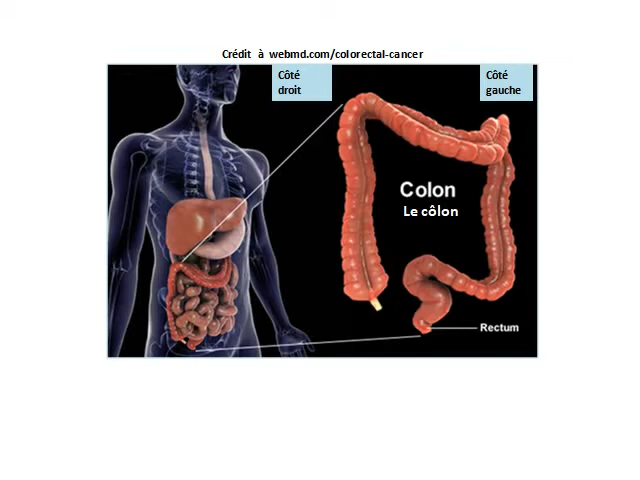 Crédit à webmd.com/colorectal-cancer
Côté
droit
Côté
gauche
Colon
Le côlon
Rectum